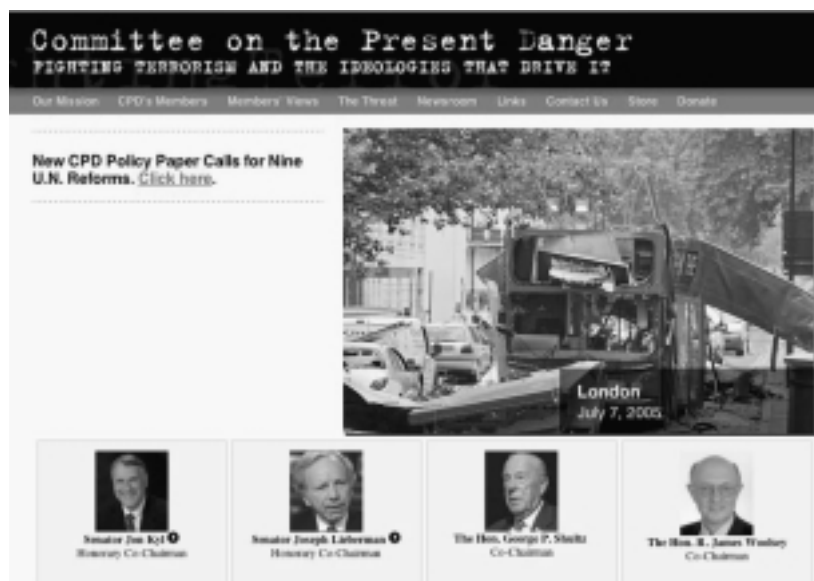 Committee on the Present Danger
FIGHTING TERRORISM AND THE IDEOLOGIES THAT DRIVE IT
Our Mission CPD's Members Members' Views The Threat Newsroom Links Contact Us Store Donate
New CPD Policy Paper Calls for Nine
U.N. Reforms. Click here.
London
July 7, 2005
Senator Jon Kyl
Honorary Co-Chairman
Senator Joseph Lieberman
Honorary Co-Chairman
The Hon. George P. Shultz
Co-Chairman
The Hon. R. James Woolsey
Co-Chairman